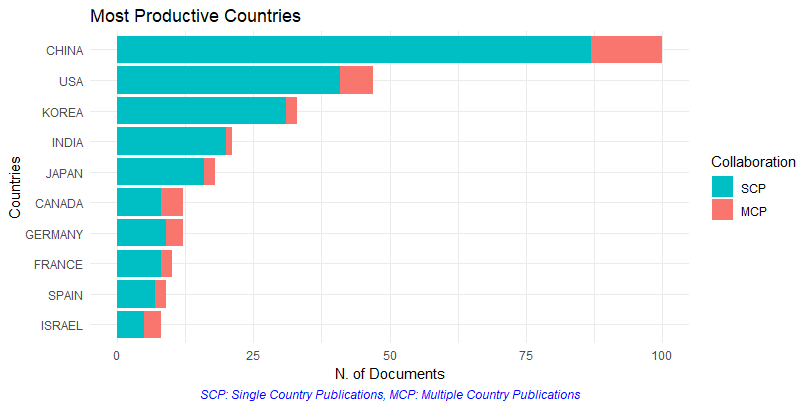 Most Productive Countries
Countries
CHINA
USA
KOREA
INDIA
JAPAN
CANADA
GERMANY
FRANCE
SPAIN
ISRAEL
0 25 50 75 100
N. of Documents
SCP: Single Country Publications, MCP: Multiple Country Publications
Collaboration
SCP
MCP